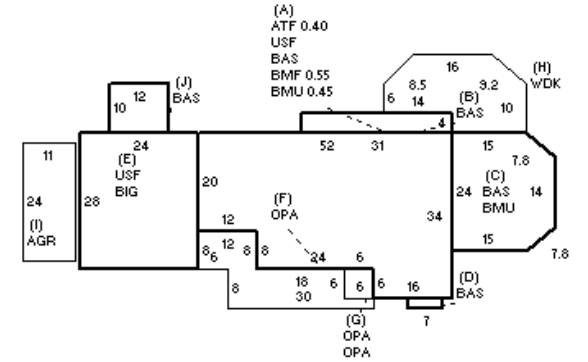 (A)
ATF 0.40
USF
BAS
BMF 0.55
BMU 0.45
16
(H)
WDK
8.5
9.2
6
14
(B)
BAS
10
4
(J)
BAS
12
10
11
24
52
31
15
7.8
(E)
USF
BIG
24
28
20
(F)
OPA
24
(C)
BAS
BMU
14
(I)
AGR
12
34
12
8
6
8
8
24
6
15
7.8
8
18
30
6
6
6
16
(D)
BAS
7
(G)
OPA
OPA